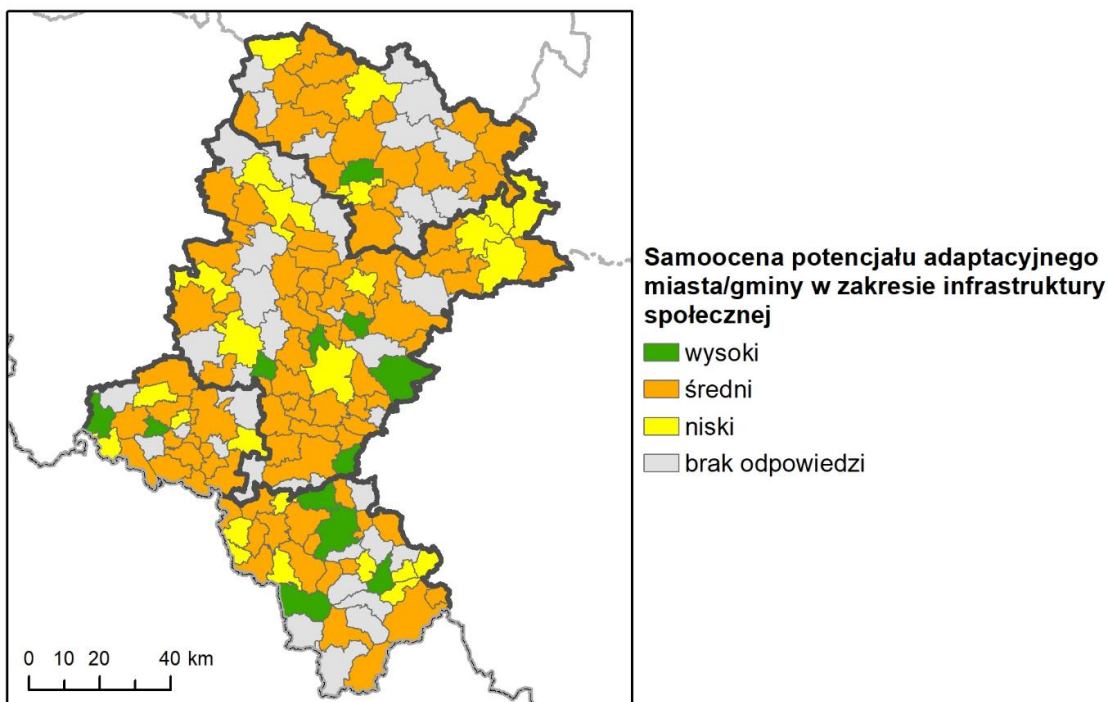 Samoocena potencjału adaptacyjnego
miasta/gminy w zakresie infrastruktury
społecznej
wysoki
średni
niski
brak odpowiedzi
0 10 20 40 km